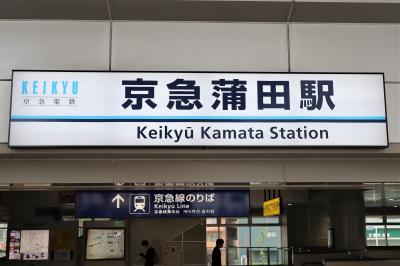 KEIKYU
京急電鉄
京急蒲田駅
Keikyū Kamata Station
京急線のりば
Keikyū Line